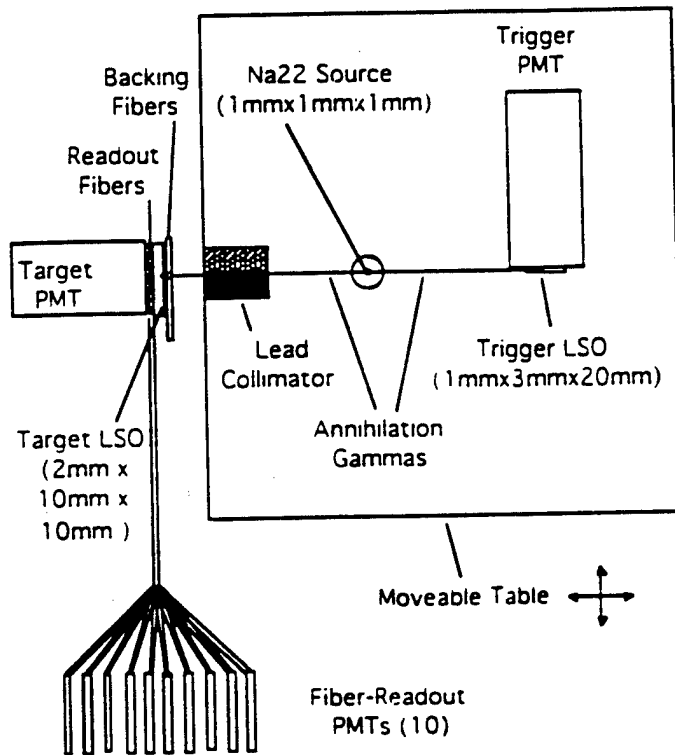 Trigger
PMT
Na22 Source
(1mmx1mmx1mm)
Backing
Fibers
Readout
Fibers
Target
PMT
Lead
Collimator
Trigger LSO
(1mmx3mmx20mm)
Annihilation
Gammas
Target LSO
(2mm x
10mm x
10mm )
Moveable Table
Fiber-Readout
PMTs (10)